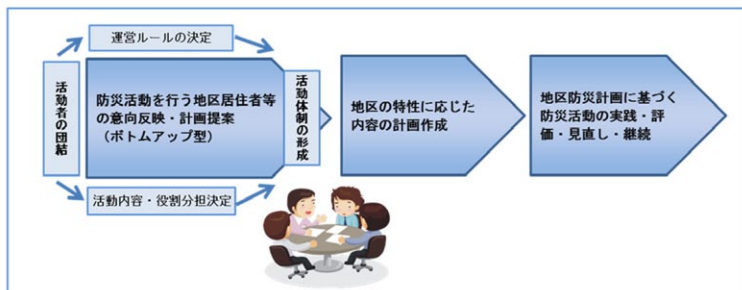 運営ルールの決定
活動者の団結
防災活動を行う地区居住者等
の意向反映・計画提案
（ボトムアップ型）
活動体制の形成
活動内容・役割分担決定
地区の特性に応じた
内容の計画作成
地区防災計画に基づく
防災活動の実践・評
価・見直し・継続